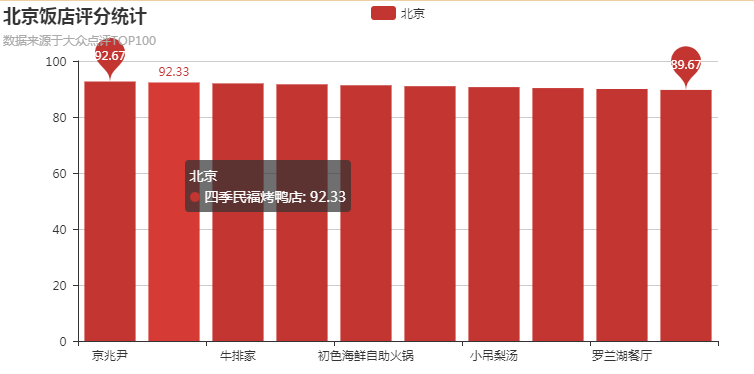 北京饭店评分统计
北京
数据来源于大众点评TOP100
92.67
92.33
89.67
100
80
60
40
20
0
北京
四季民福烤鸭店: 92.33
京兆尹
牛排家
初色海鲜自助火锅
小吊梨汤
罗兰湖餐厅